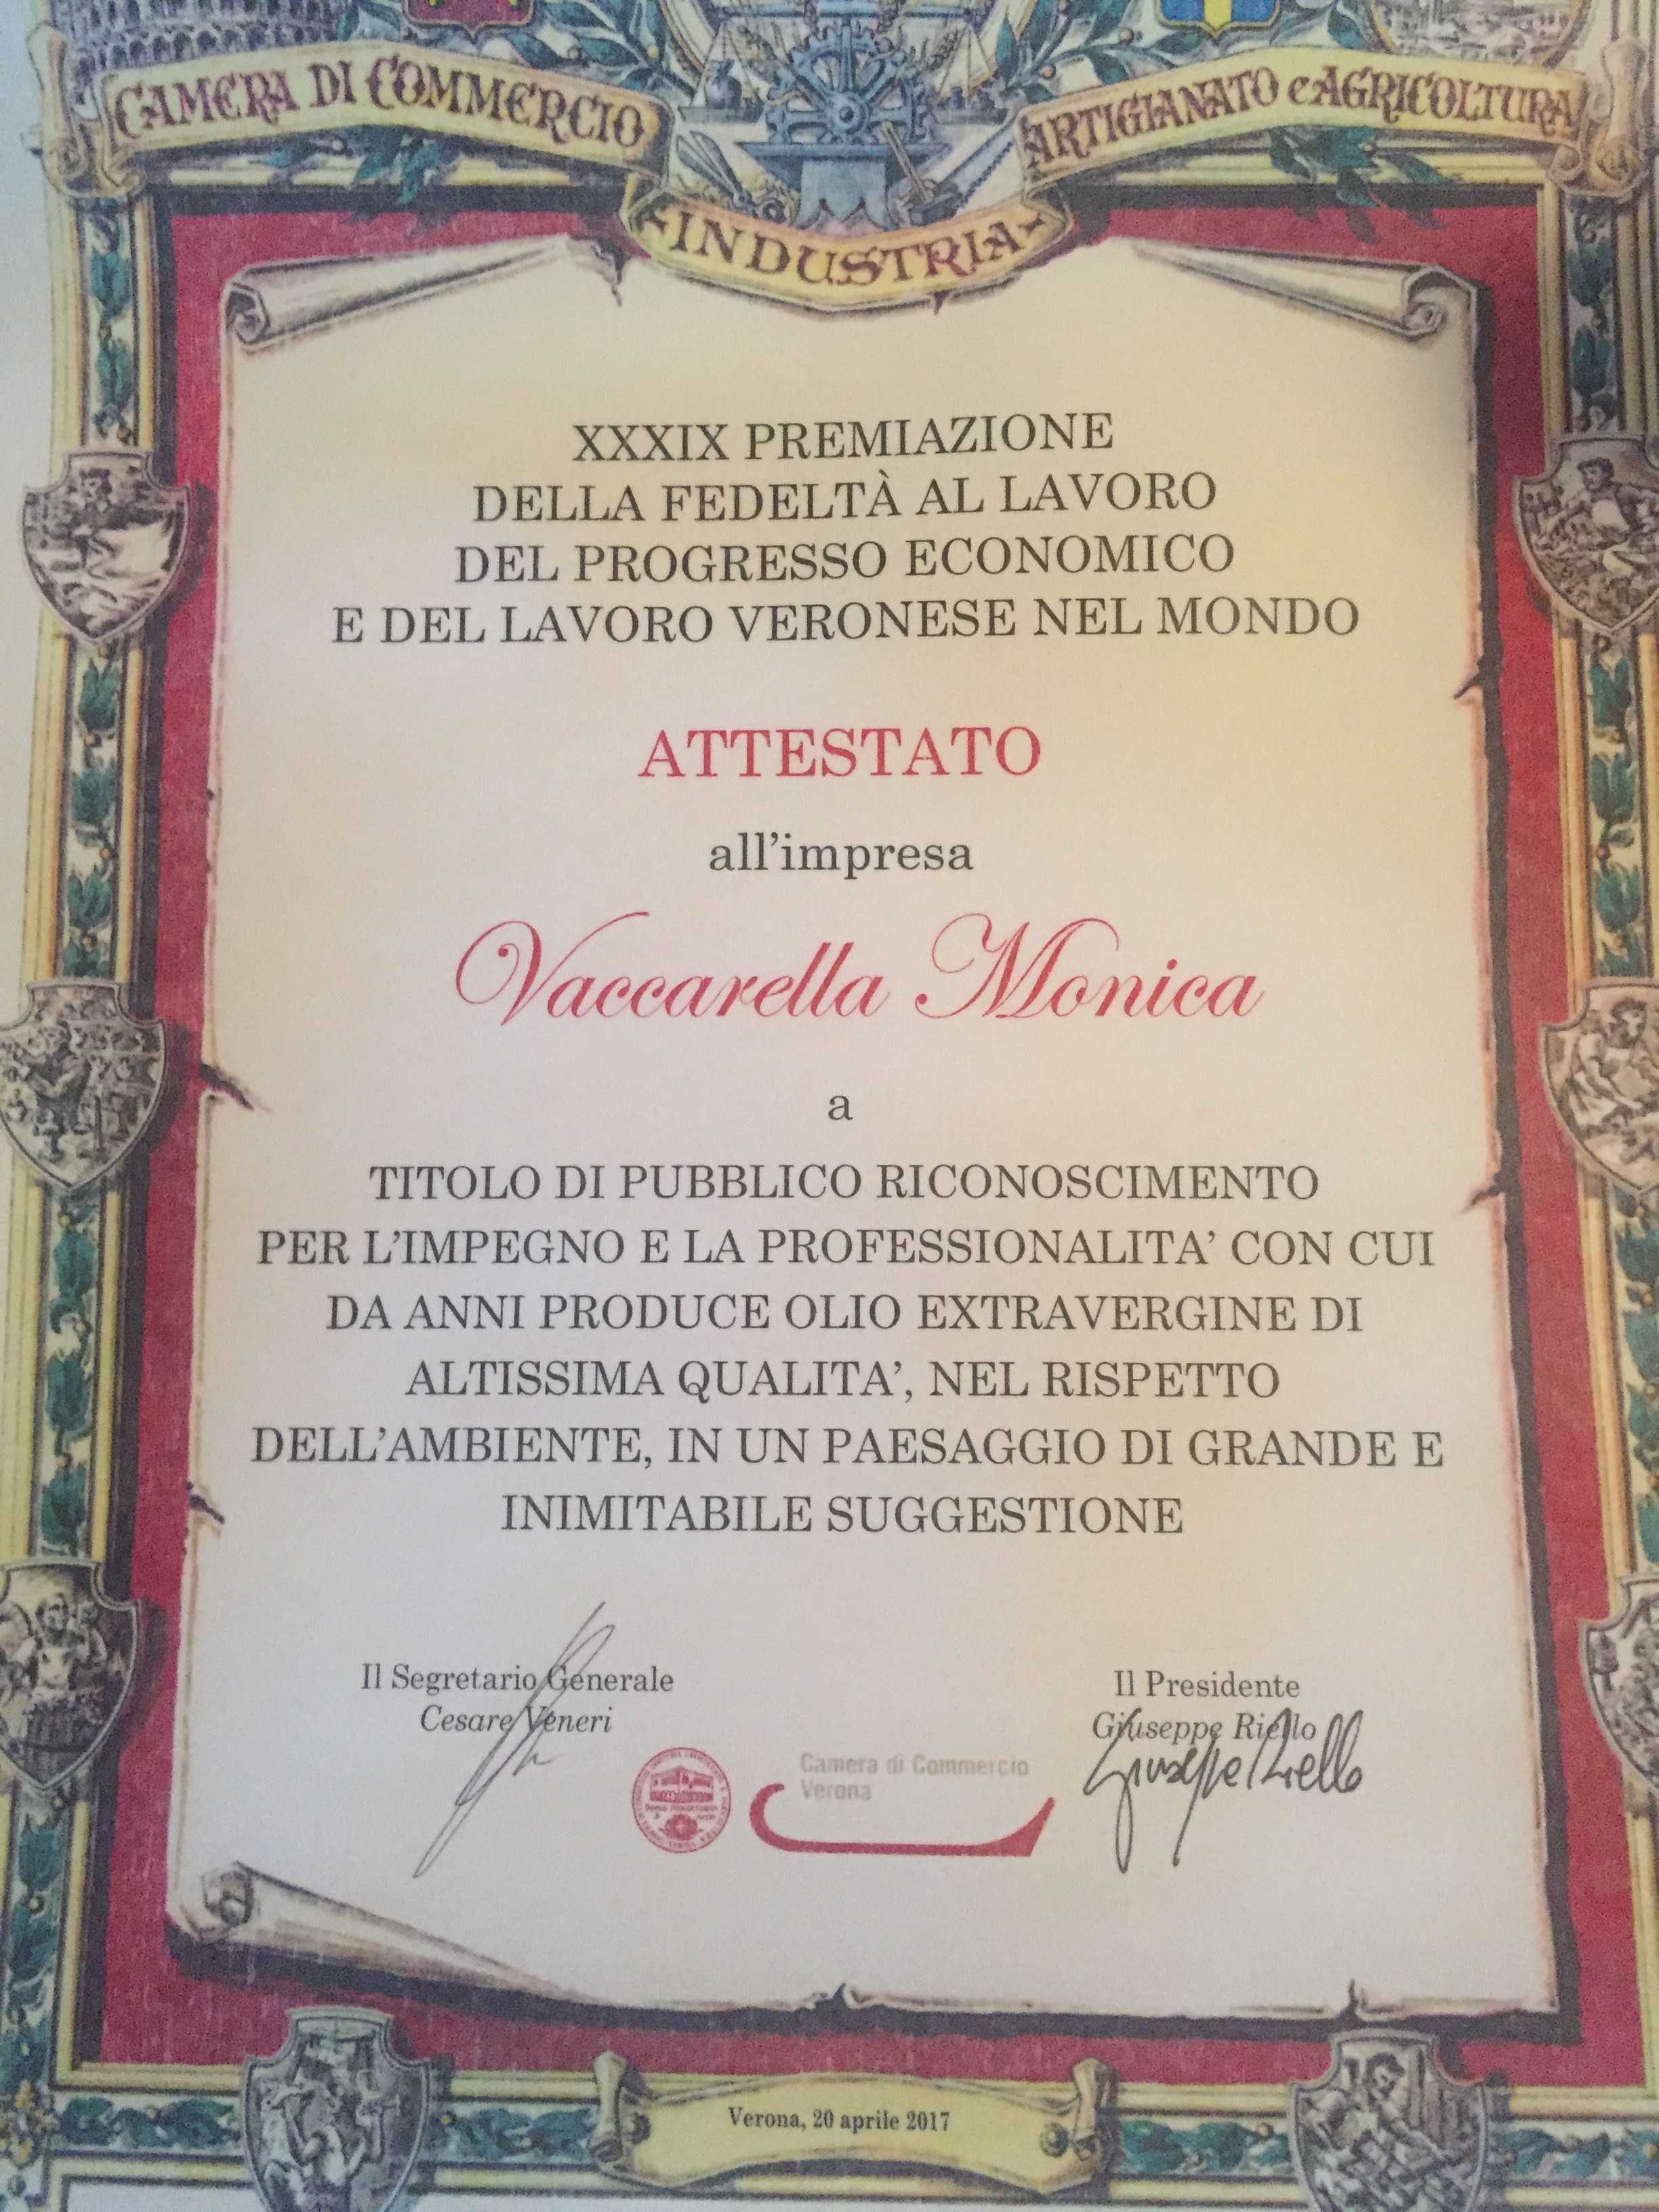 CAMERA DI COMMERCIO
INDUSTRIA
ARTIGIANATO e AGRICOLTURA
XXXIX PREMIAZIONE
DELLA FEDELTÀ AL LAVORO
DEL PROGRESSO ECONOMICO
E DEL LAVORO VERONESE NEL MONDO
ATTESTATO
all'impresa
Vaccarella Monica
a
TITOLO DI PUBBLICO RICONOSCIMENTO
PER L'IMPEGNO E LA PROFESSIONALITA' CON CUI
DA ANNI PRODUCE OLIO EXTRAVERGINE DI
ALTISSIMA QUALITA', NEL RISPETTO
DELL'AMBIENTE, IN UN PAESAGGIO DI GRANDE E
INIMITABILE SUGGESTIONE
Il Segretario Generale
Cesare Veneri
Il Presidente
Giuseppe Riello
Giuseppe Riello
Camera di Commercio
Verona
Verona, 20 aprile 2017